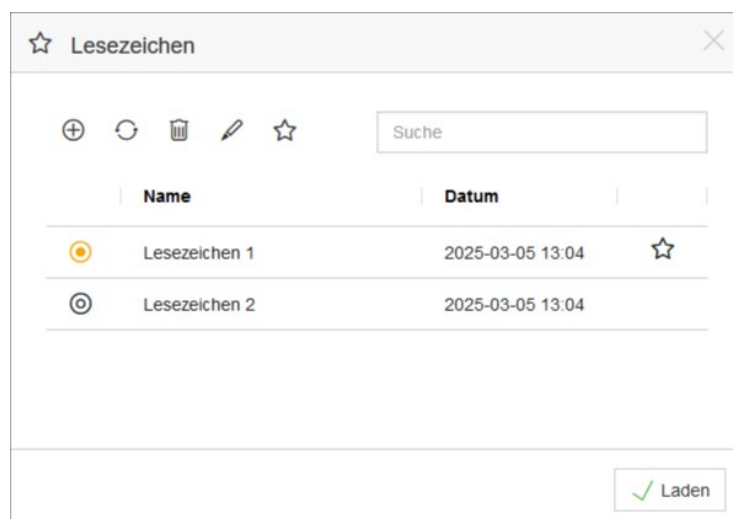 Lesezeichen
Suche
Name Datum
Lesezeichen 1 2025-03-05 13:04
Lesezeichen 2 2025-03-05 13:04
Laden